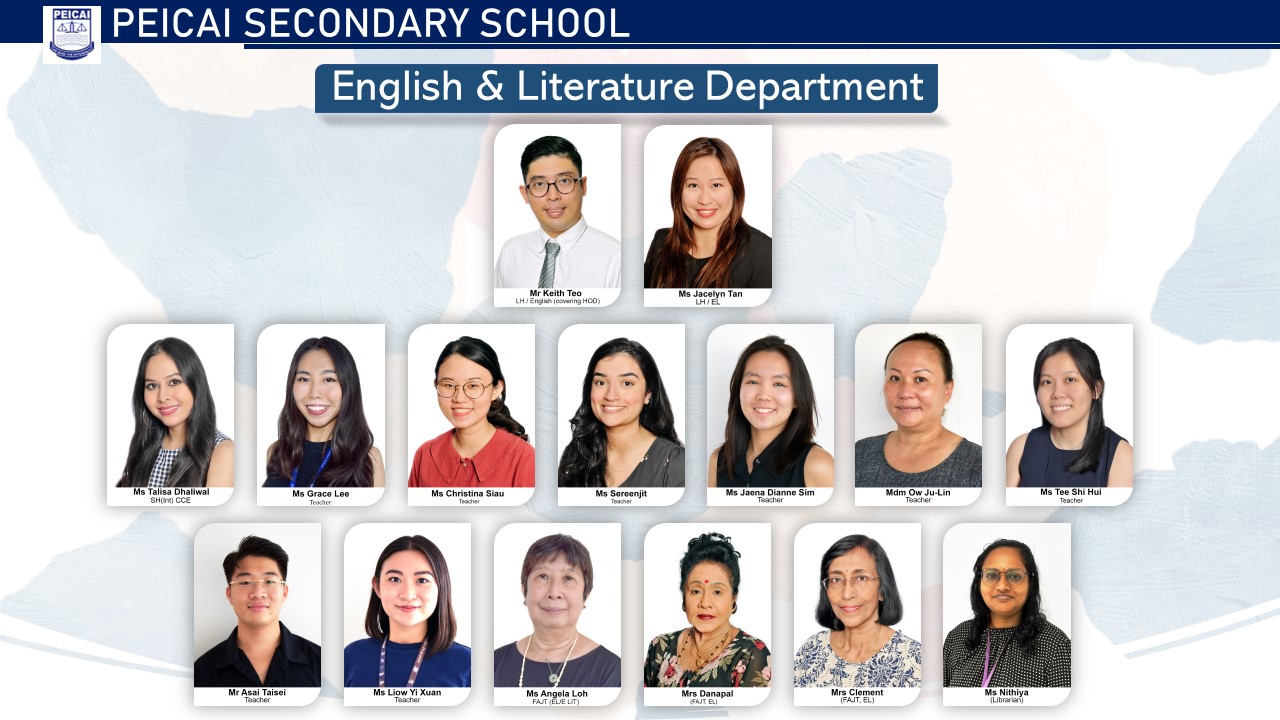 PEICAI
PEICAI SECONDARY SCHOOL
English & Literature Department
Mr Keith Teo
LH / English (covering HOD)
Ms Jacelyn Tan
LH / EL
Ms Talisa Dhaliwal
SH(Int) CCE
Ms Grace Lee
Teacher
Ms Christina Siau
Teacher
Ms Sereenjit
Teacher
Ms Jaena Dianne Sim
Teacher
Mdm Ow Ju-Lin
Teacher
Ms Tee Shi Hui
Teacher
Mr Asai Taisei
Teacher
Ms Liow Yi Xuan
Teacher
Ms Angela Loh
FAJT (EL/E LIT)
Mrs Danapal
(FAJT, EL)
Mrs Clement
(FAJT, EL)
Ms Nithiya
(Librarian)